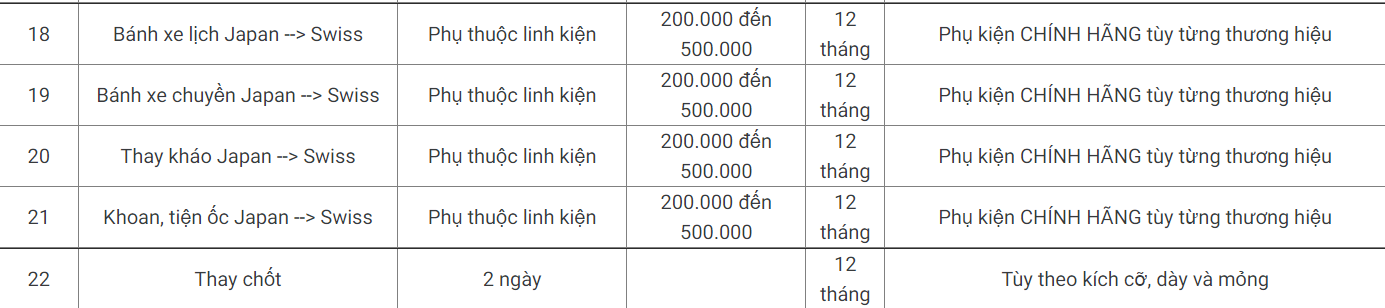 18 Bánh xe lịch Japan --> Swiss Phụ thuộc linh kiện 200.000 đến 500.000 12 tháng Phụ kiện CHÍNH HÃNG tùy từng thương hiệu
19 Bánh xe chuyền Japan --> Swiss Phụ thuộc linh kiện 200.000 đến 500.000 12 tháng Phụ kiện CHÍNH HÃNG tùy từng thương hiệu
20 Thay kháo Japan --> Swiss Phụ thuộc linh kiện 200.000 đến 500.000 12 tháng Phụ kiện CHÍNH HÃNG tùy từng thương hiệu
21 Khoan, tiện ốc Japan --> Swiss Phụ thuộc linh kiện 200.000 đến 500.000 12 tháng Phụ kiện CHÍNH HÃNG tùy từng thương hiệu
22 Thay chốt 2 ngày 12 tháng Tùy theo kích cỡ, dày và mỏng